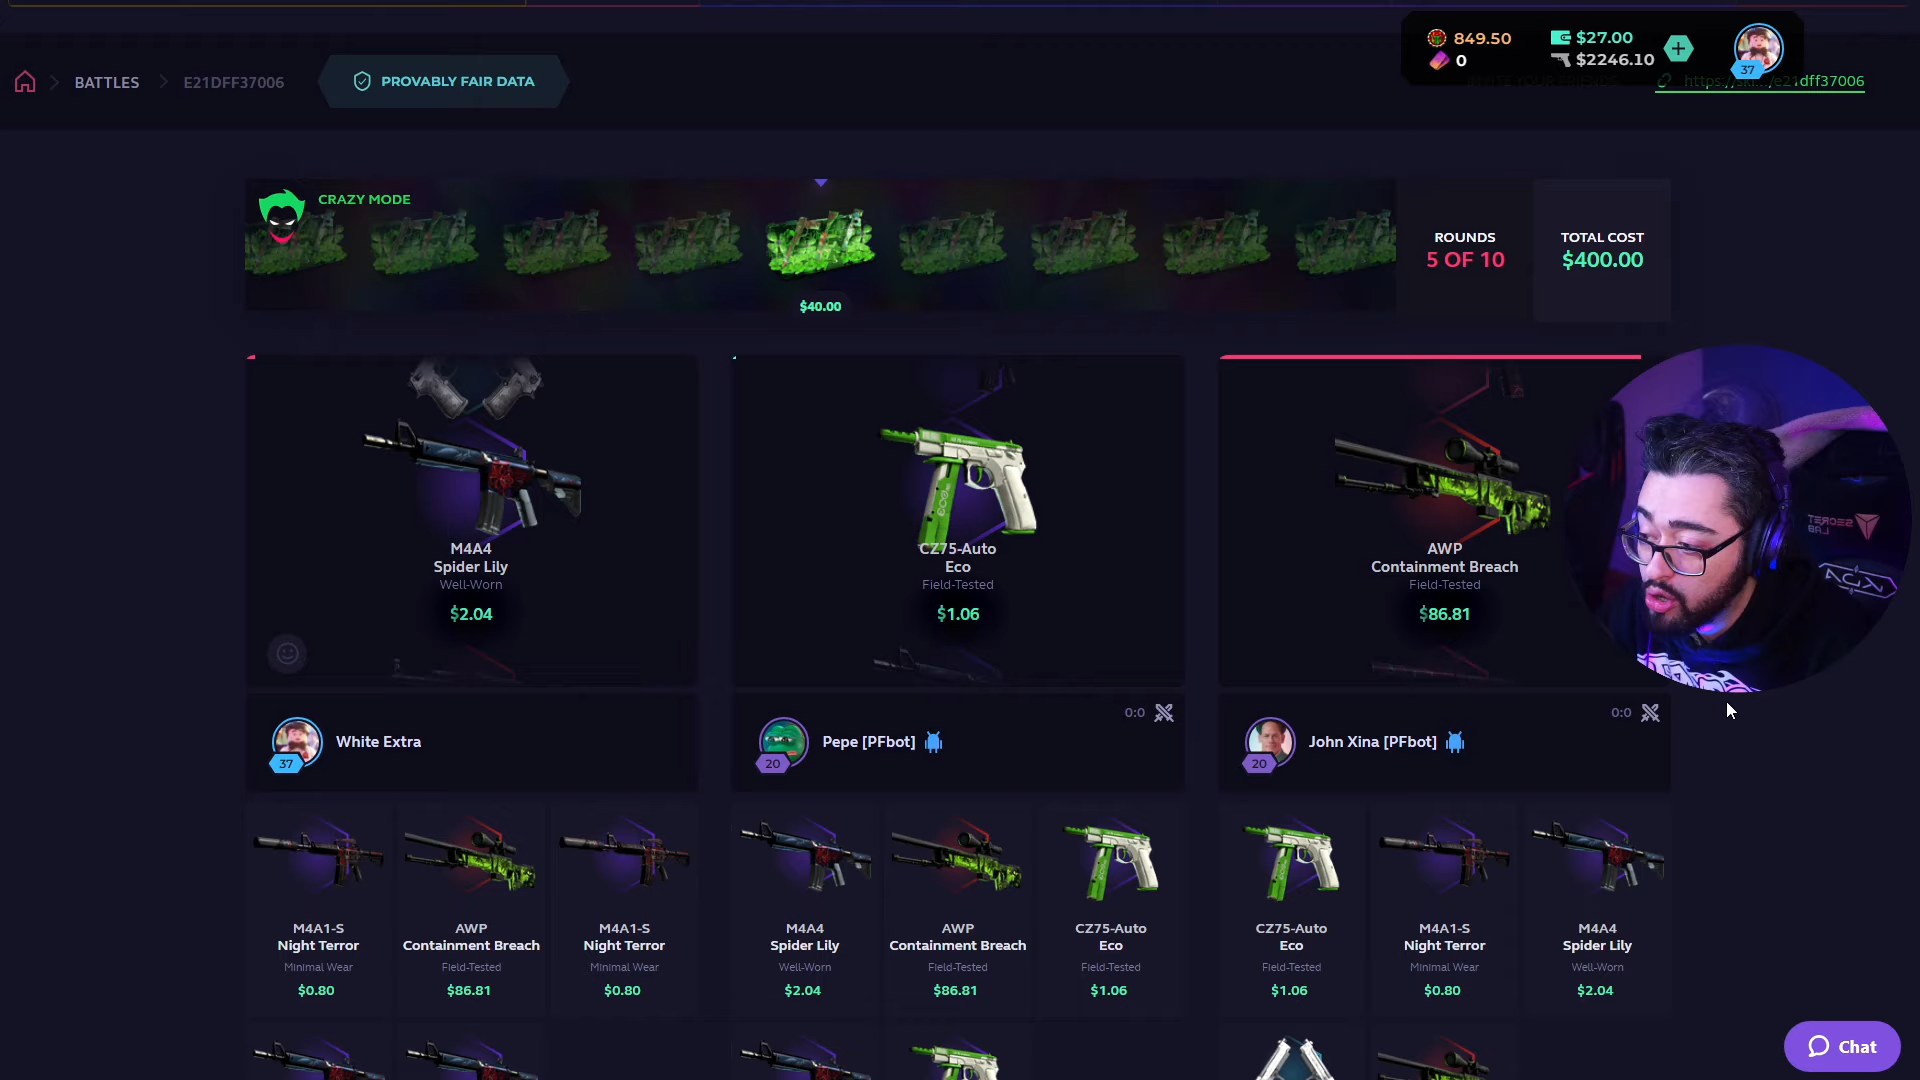 849.50
$27.00
0
$2246.10
37
BATTLES
E21DFF37006
PROVABLY FAIR DATA
INVITE YOUR FRIENDS
/e21dff37006
CRAZY MODE
$40.00
ROUNDS
5 OF 10
TOTAL COST
$400.00
M4A4
Spider Lily
Well-Worn
$2.04
CZ75-Auto
Eco
Field-Tested
$1.06
AWP
Containment Breach
Field-Tested
$86.81
SECRET
LAB
White Extra
37
Pepe [PFbot]
20
0:0
John Xina [PFbot]
20
0:0
M4A1-S
Night Terror
Minimal Wear
$0.80
AWP
Containment Breach
Field-Tested
$86.81
M4A1-S
Night Terror
Minimal Wear
$0.80
M4A4
Spider Lily
Well-Worn
$2.04
AWP
Containment Breach
Field-Tested
$86.81
CZ75-Auto
Eco
Field-Tested
$1.06
CZ75-Auto
Eco
Field-Tested
$1.06
M4A1-S
Night Terror
Minimal Wear
$0.80
M4A4
Spider Lily
Well-Worn
$2.04
Chat